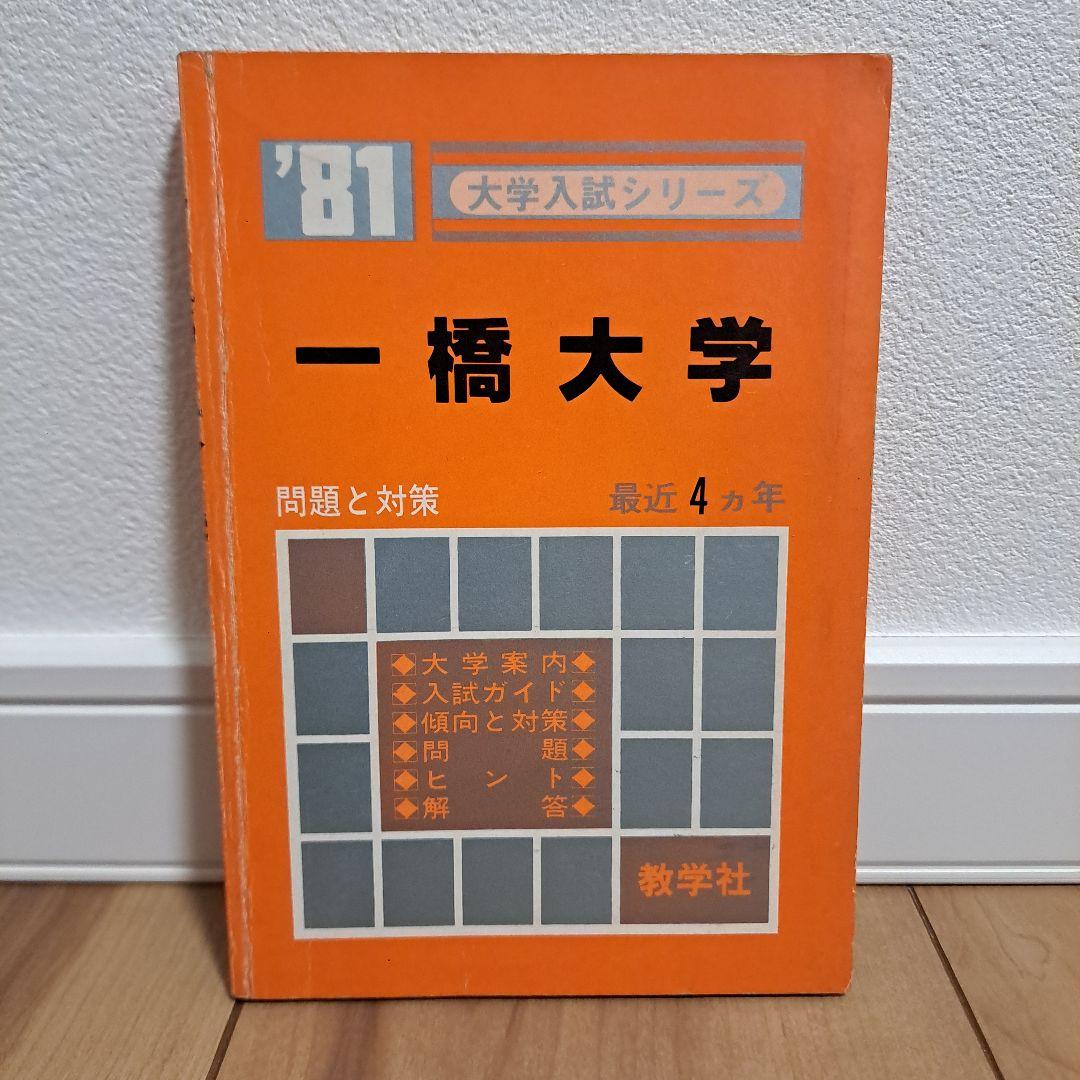 '81
大学入試シリーズ
一橋大学
問題と対策
最近4ヵ年
◆大学案内◆
◆入試ガイド◆
◆傾向と対策◆
◆問題◆
◆ヒント◆
◆解答◆
教学社